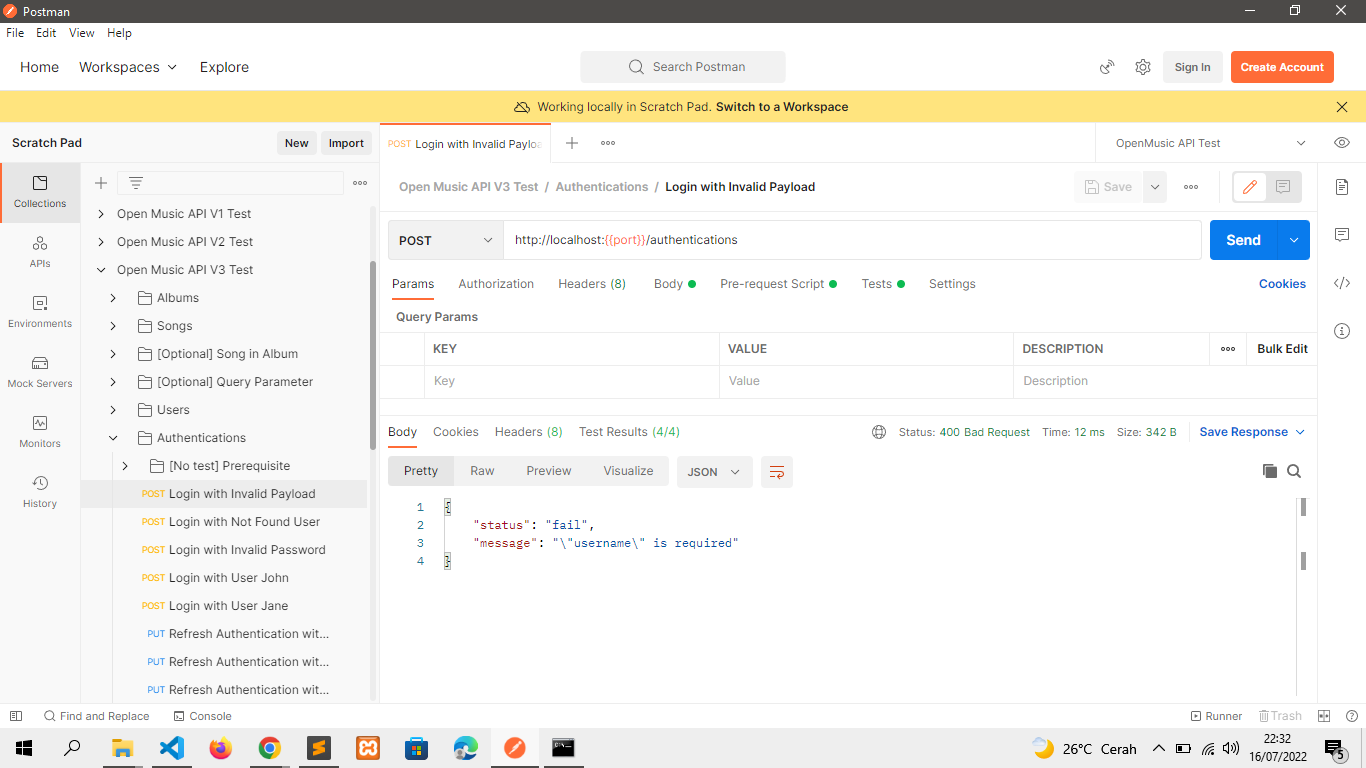 Postman
File Edit View Help
Home Workspaces Explore Search Postman Sign In Create Account
Working locally in Scratch Pad. Switch to a Workspace
Scratch Pad New Import
POST Login with Invalid Payloa
OpenMusic API Test
Collections
APIs
Environments
Mock Servers
Monitors
History
Open Music API V1 Test
Open Music API V2 Test
Open Music API V3 Test
Albums
Songs
[Optional] Song in Album
[Optional] Query Parameter
Users
Authentications
[No test] Prerequisite
POST Login with Invalid Payload
POST Login with Not Found User
POST Login with Invalid Password
POST Login with User John
POST Login with User Jane
PUT Refresh Authentication wit...
PUT Refresh Authentication wit...
PUT Refresh Authentication wit...
Open Music API V3 Test / Authentications / Login with Invalid Payload Save
POST http://localhost:{{port}}/authentications Send
Params Authorization Headers (8) Body Pre-request Script Tests Settings Cookies
Query Params
KEY VALUE DESCRIPTION Bulk Edit
Key Value Description
Body Cookies Headers (8) Test Results (4/4) Status: 400 Bad Request Time: 12 ms Size: 342 B Save Response
Pretty Raw Preview Visualize JSON
1 {
2 "status": "fail",
3 "message": "\"username\" is required"
4 }
Find and Replace Console Runner Trash
26°C Cerah 22:32
16/07/2022 5